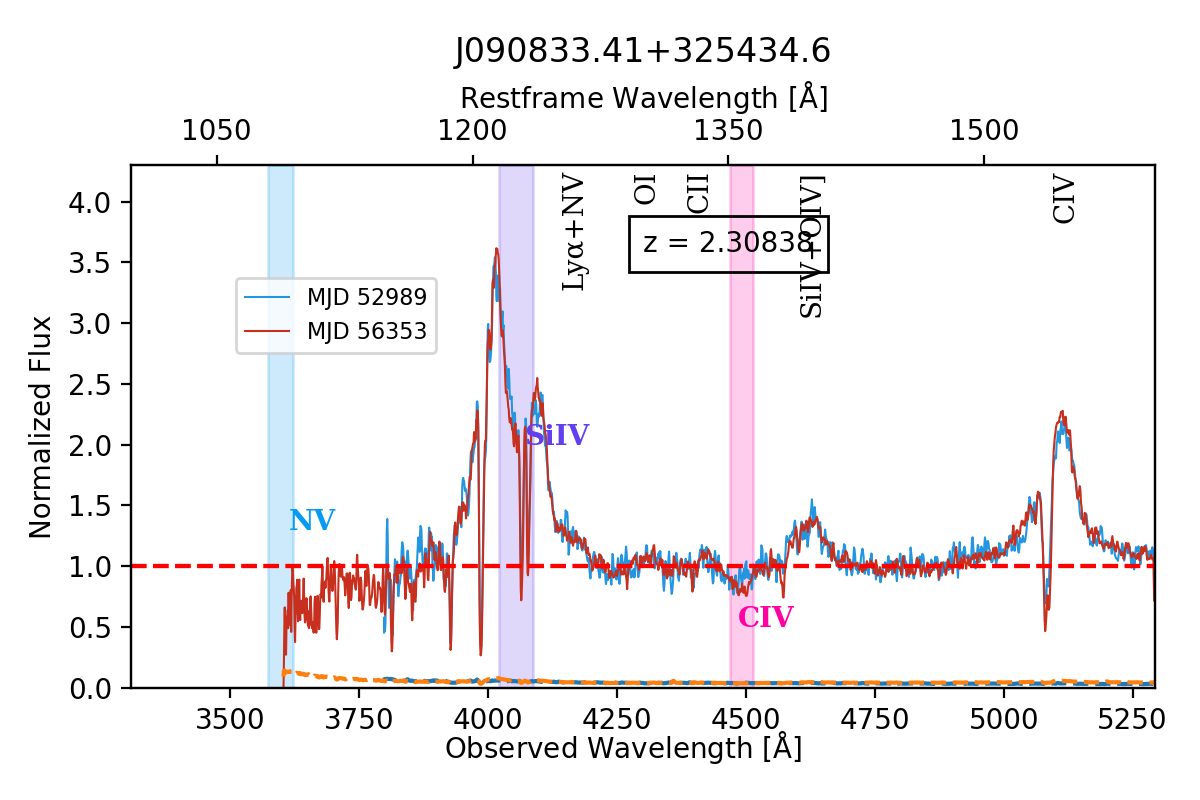 J090833.41+325434.6
Restframe Wavelength [Å]
1050 1200 1350 1500
Normalized Flux
4.0
3.5
3.0
2.5
2.0
1.5
1.0
0.5
0.0
Lyα+NV
OI
CII
SiIV+OIV]
CIV
z = 2.30838
MJD 52989
MJD 56353
SiIV
NV
CIV
3500 3750 4000 4250 4500 4750 5000 5250
Observed Wavelength [Å]